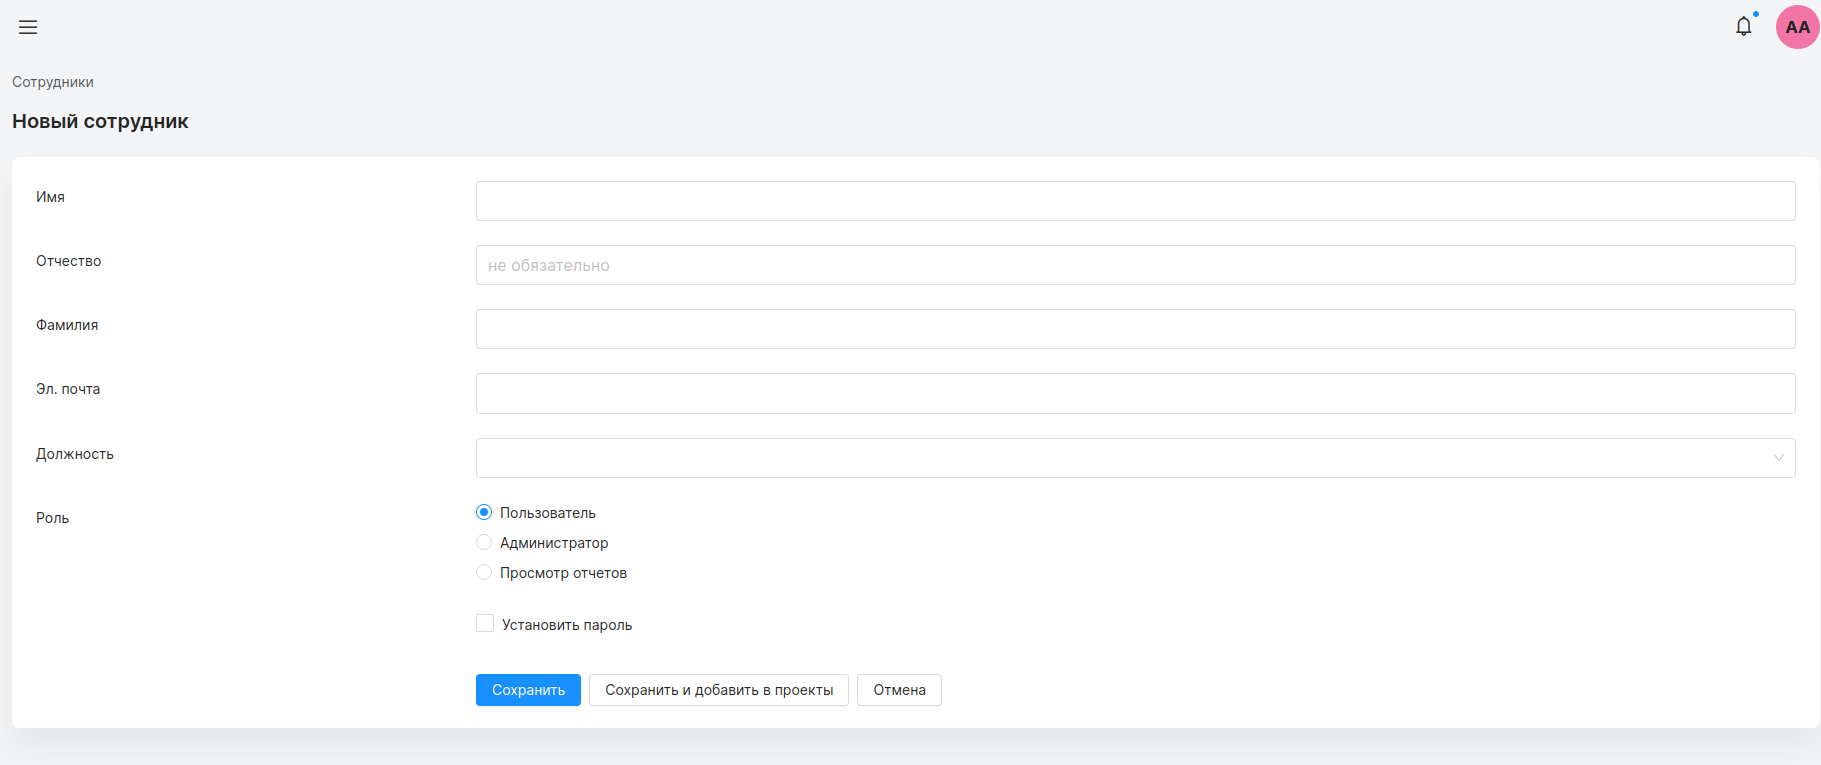 AA
Сотрудники
Новый сотрудник
Имя
Отчество
не обязательно
Фамилия
Эл. почта
Должность
Роль
Пользователь
Администратор
Просмотр отчетов
Установить пароль
Сохранить Сохранить и добавить в проекты Отмена